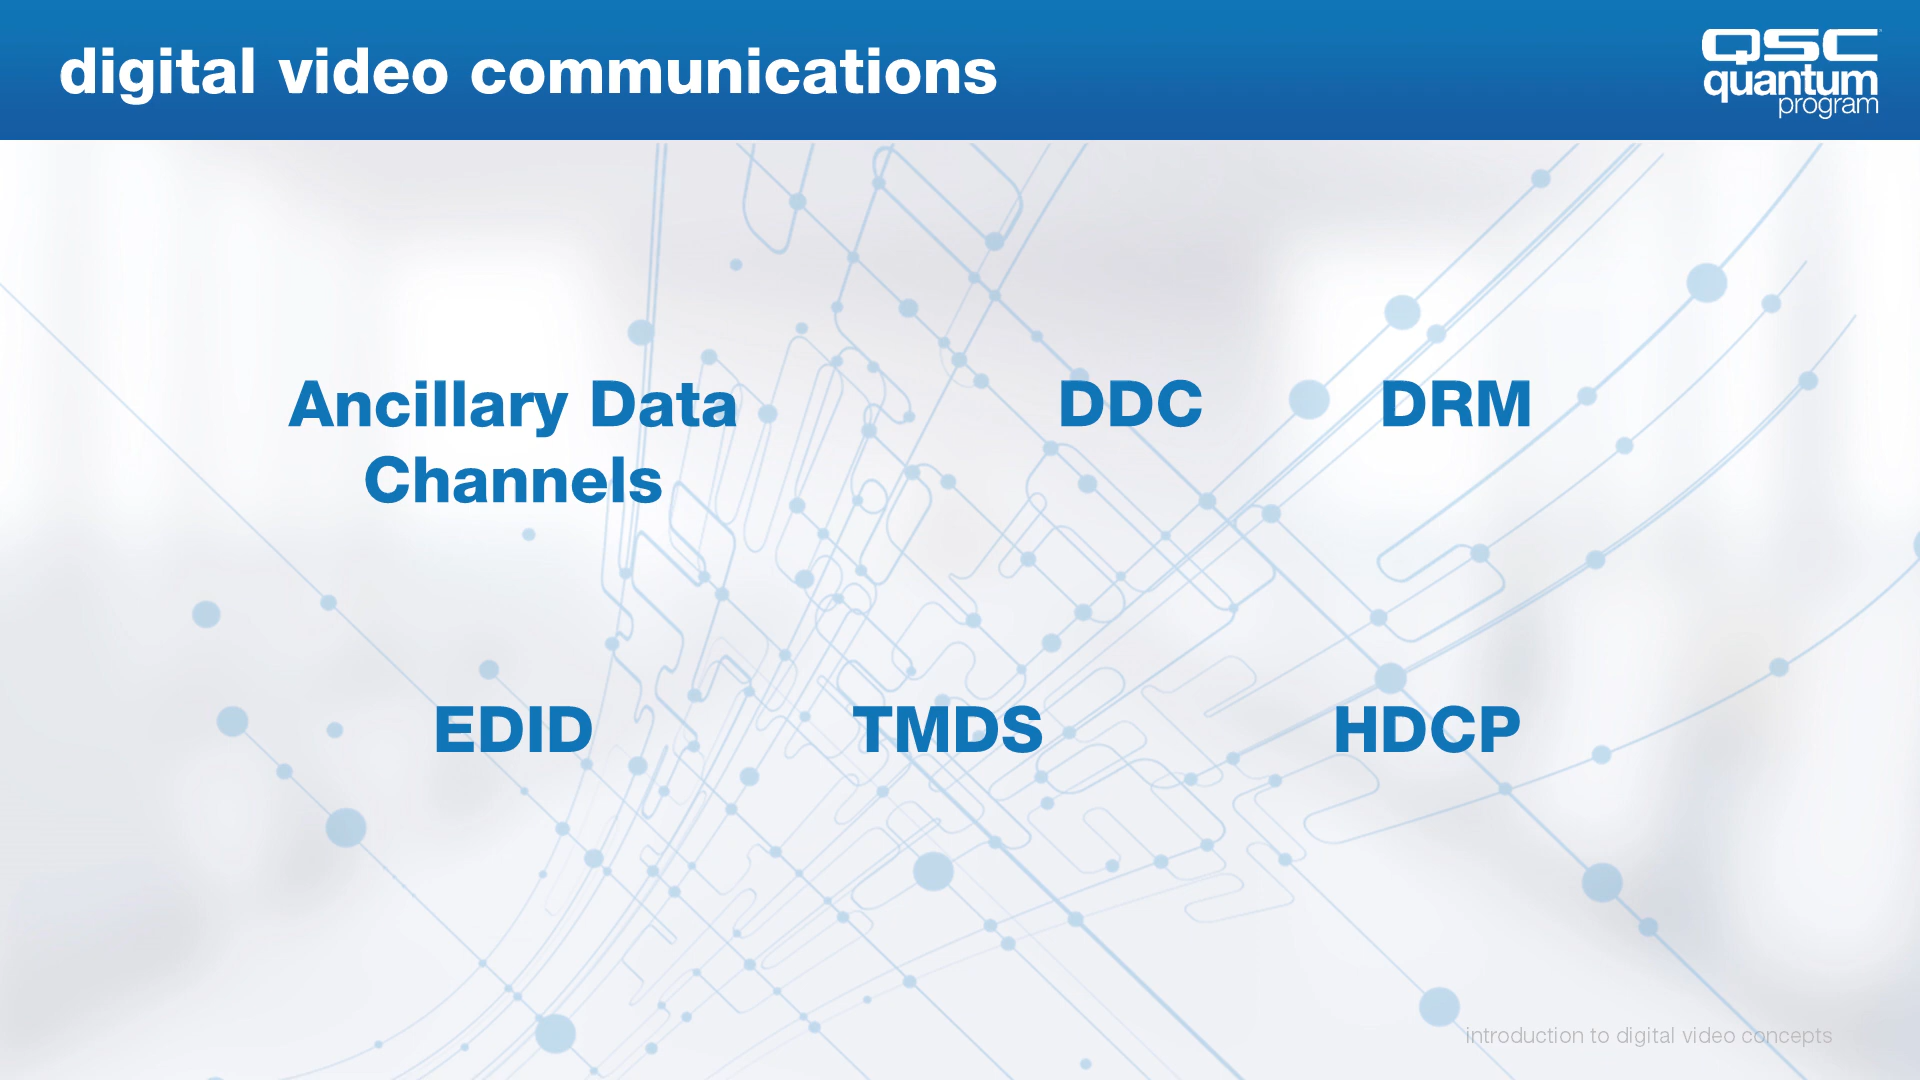 digital video communications
QSC
quantum
program
Ancillary Data
Channels
DDC
DRM
EDID
TMDS
HDCP
introduction to digital video concepts